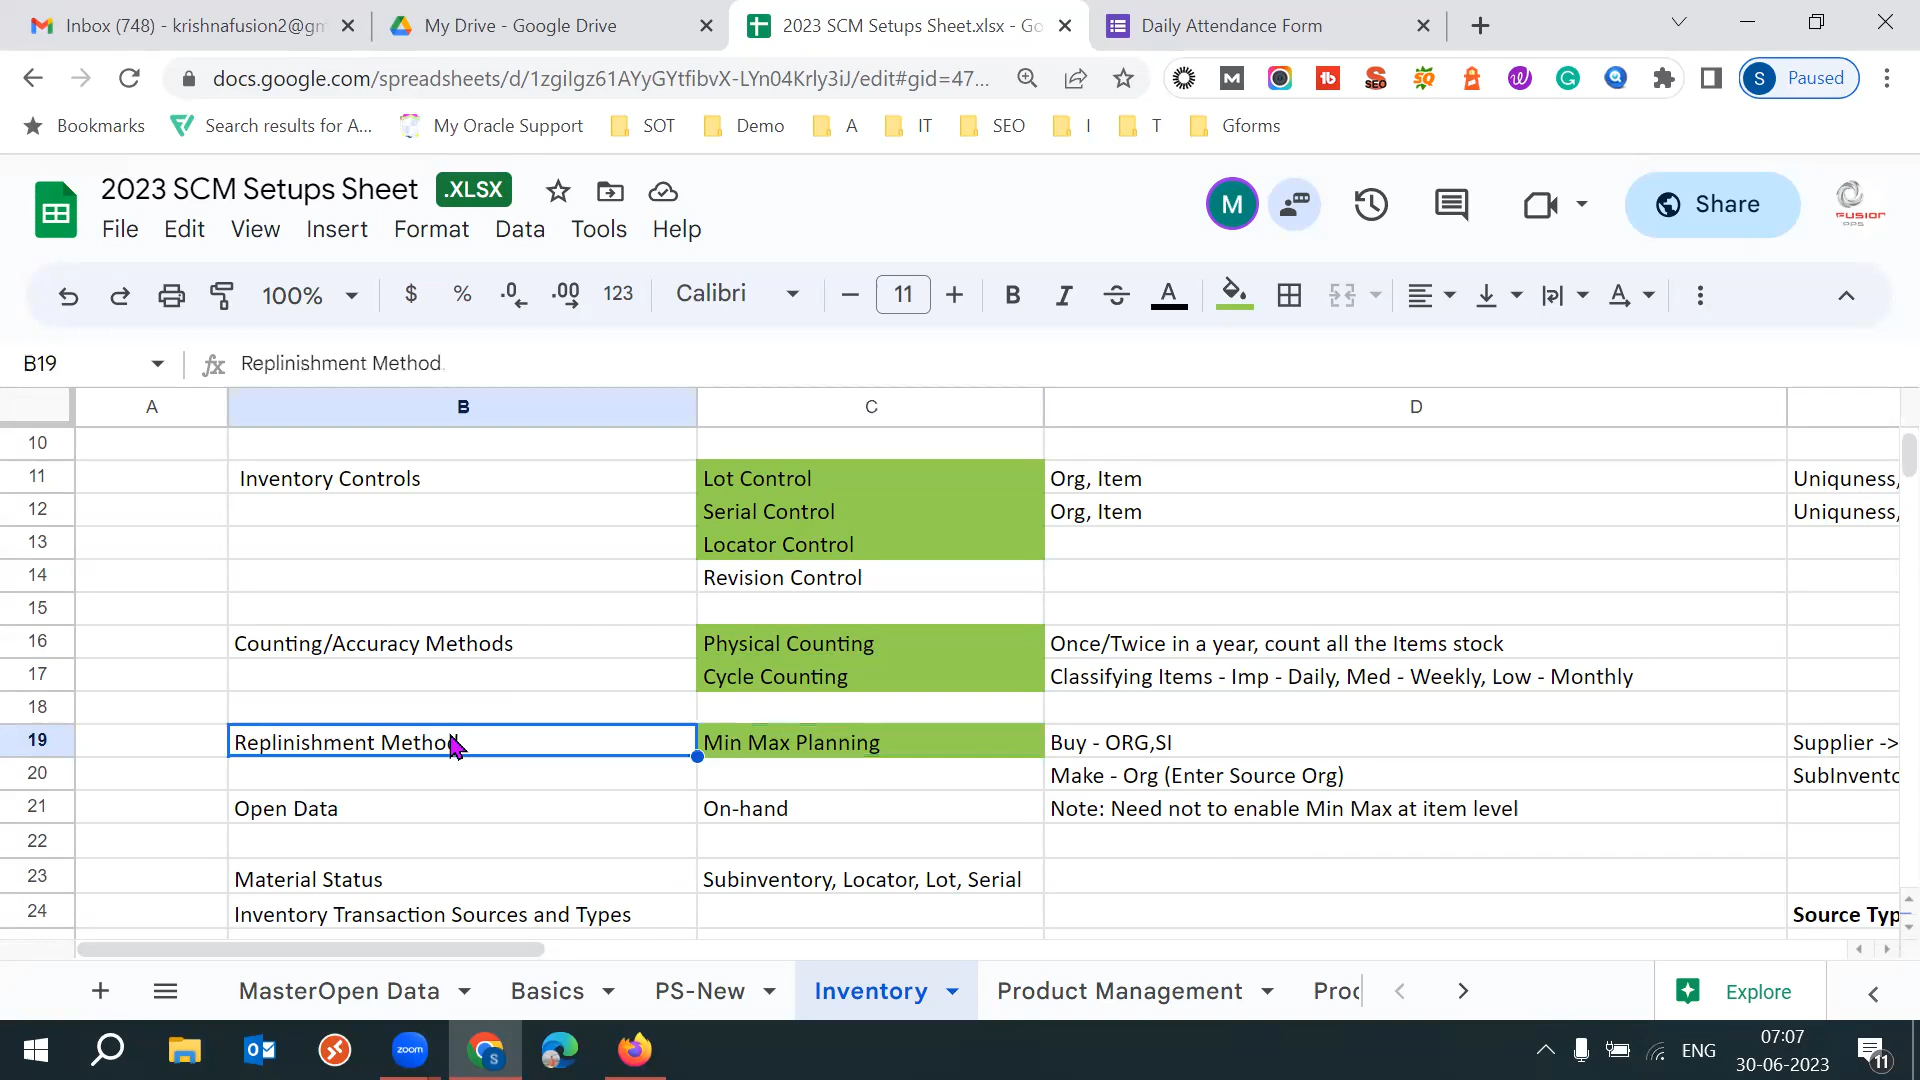 Inbox (748) - krishnafusion2@gm
My Drive - Google Drive
2023 SCM Setups Sheet.xlsx - Go
Daily Attendance Form
docs.google.com/spreadsheets/d/1zgiIgz61AYyGYtfibvX-LYn04Krly3iJ/edit#gid=47...
Paused
Bookmarks
Search results for A...
My Oracle Support
SOT
Demo
A
IT
SEO
I
T
Gforms
2023 SCM Setups Sheet
.XLSX
M
Share
File Edit View Insert Format Data Tools Help
100% $ % .0 .00 123 Calibri 11 B I A
B19
fx
Replinishment Method
A B C D
10
11 Inventory Controls Lot Control Org, Item Uniquness,
12 Serial Control Org, Item Uniquness,
13 Locator Control
14 Revision Control
15
16 Counting/Accuracy Methods Physical Counting Once/Twice in a year, count all the Items stock
17 Cycle Counting Classifying Items - Imp - Daily, Med - Weekly, Low - Monthly
18
19 Replinishment Method Min Max Planning Buy - ORG,SI Supplier ->
20 Make - Org (Enter Source Org) SubInvento
21 Open Data On-hand Note: Need not to enable Min Max at item level
22
23 Material Status Subinventory, Locator, Lot, Serial
24 Inventory Transaction Sources and Types Source Typ
MasterOpen Data
Basics
PS-New
Inventory
Product Management
Proc
Explore
zoom
ENG
07:07
30-06-2023
11